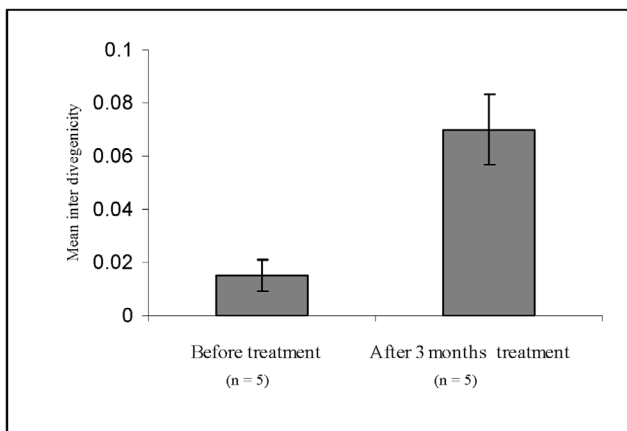 0.1
0.08
0.06
0.04
0.02
0
Mean inter divegenicity
Before treatment
(n = 5)
After 3 months treatment
(n = 5)